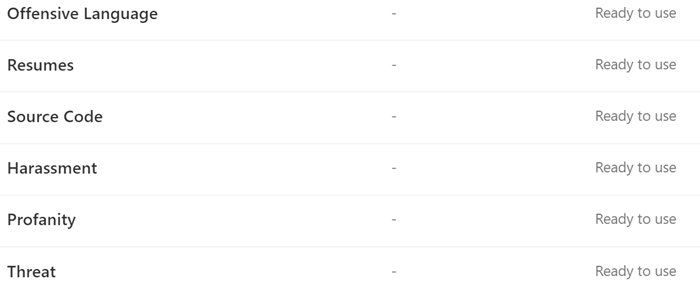 Offensive Language - Ready to use
Resumes - Ready to use
Source Code - Ready to use
Harassment - Ready to use
Profanity - Ready to use
Threat - Ready to use